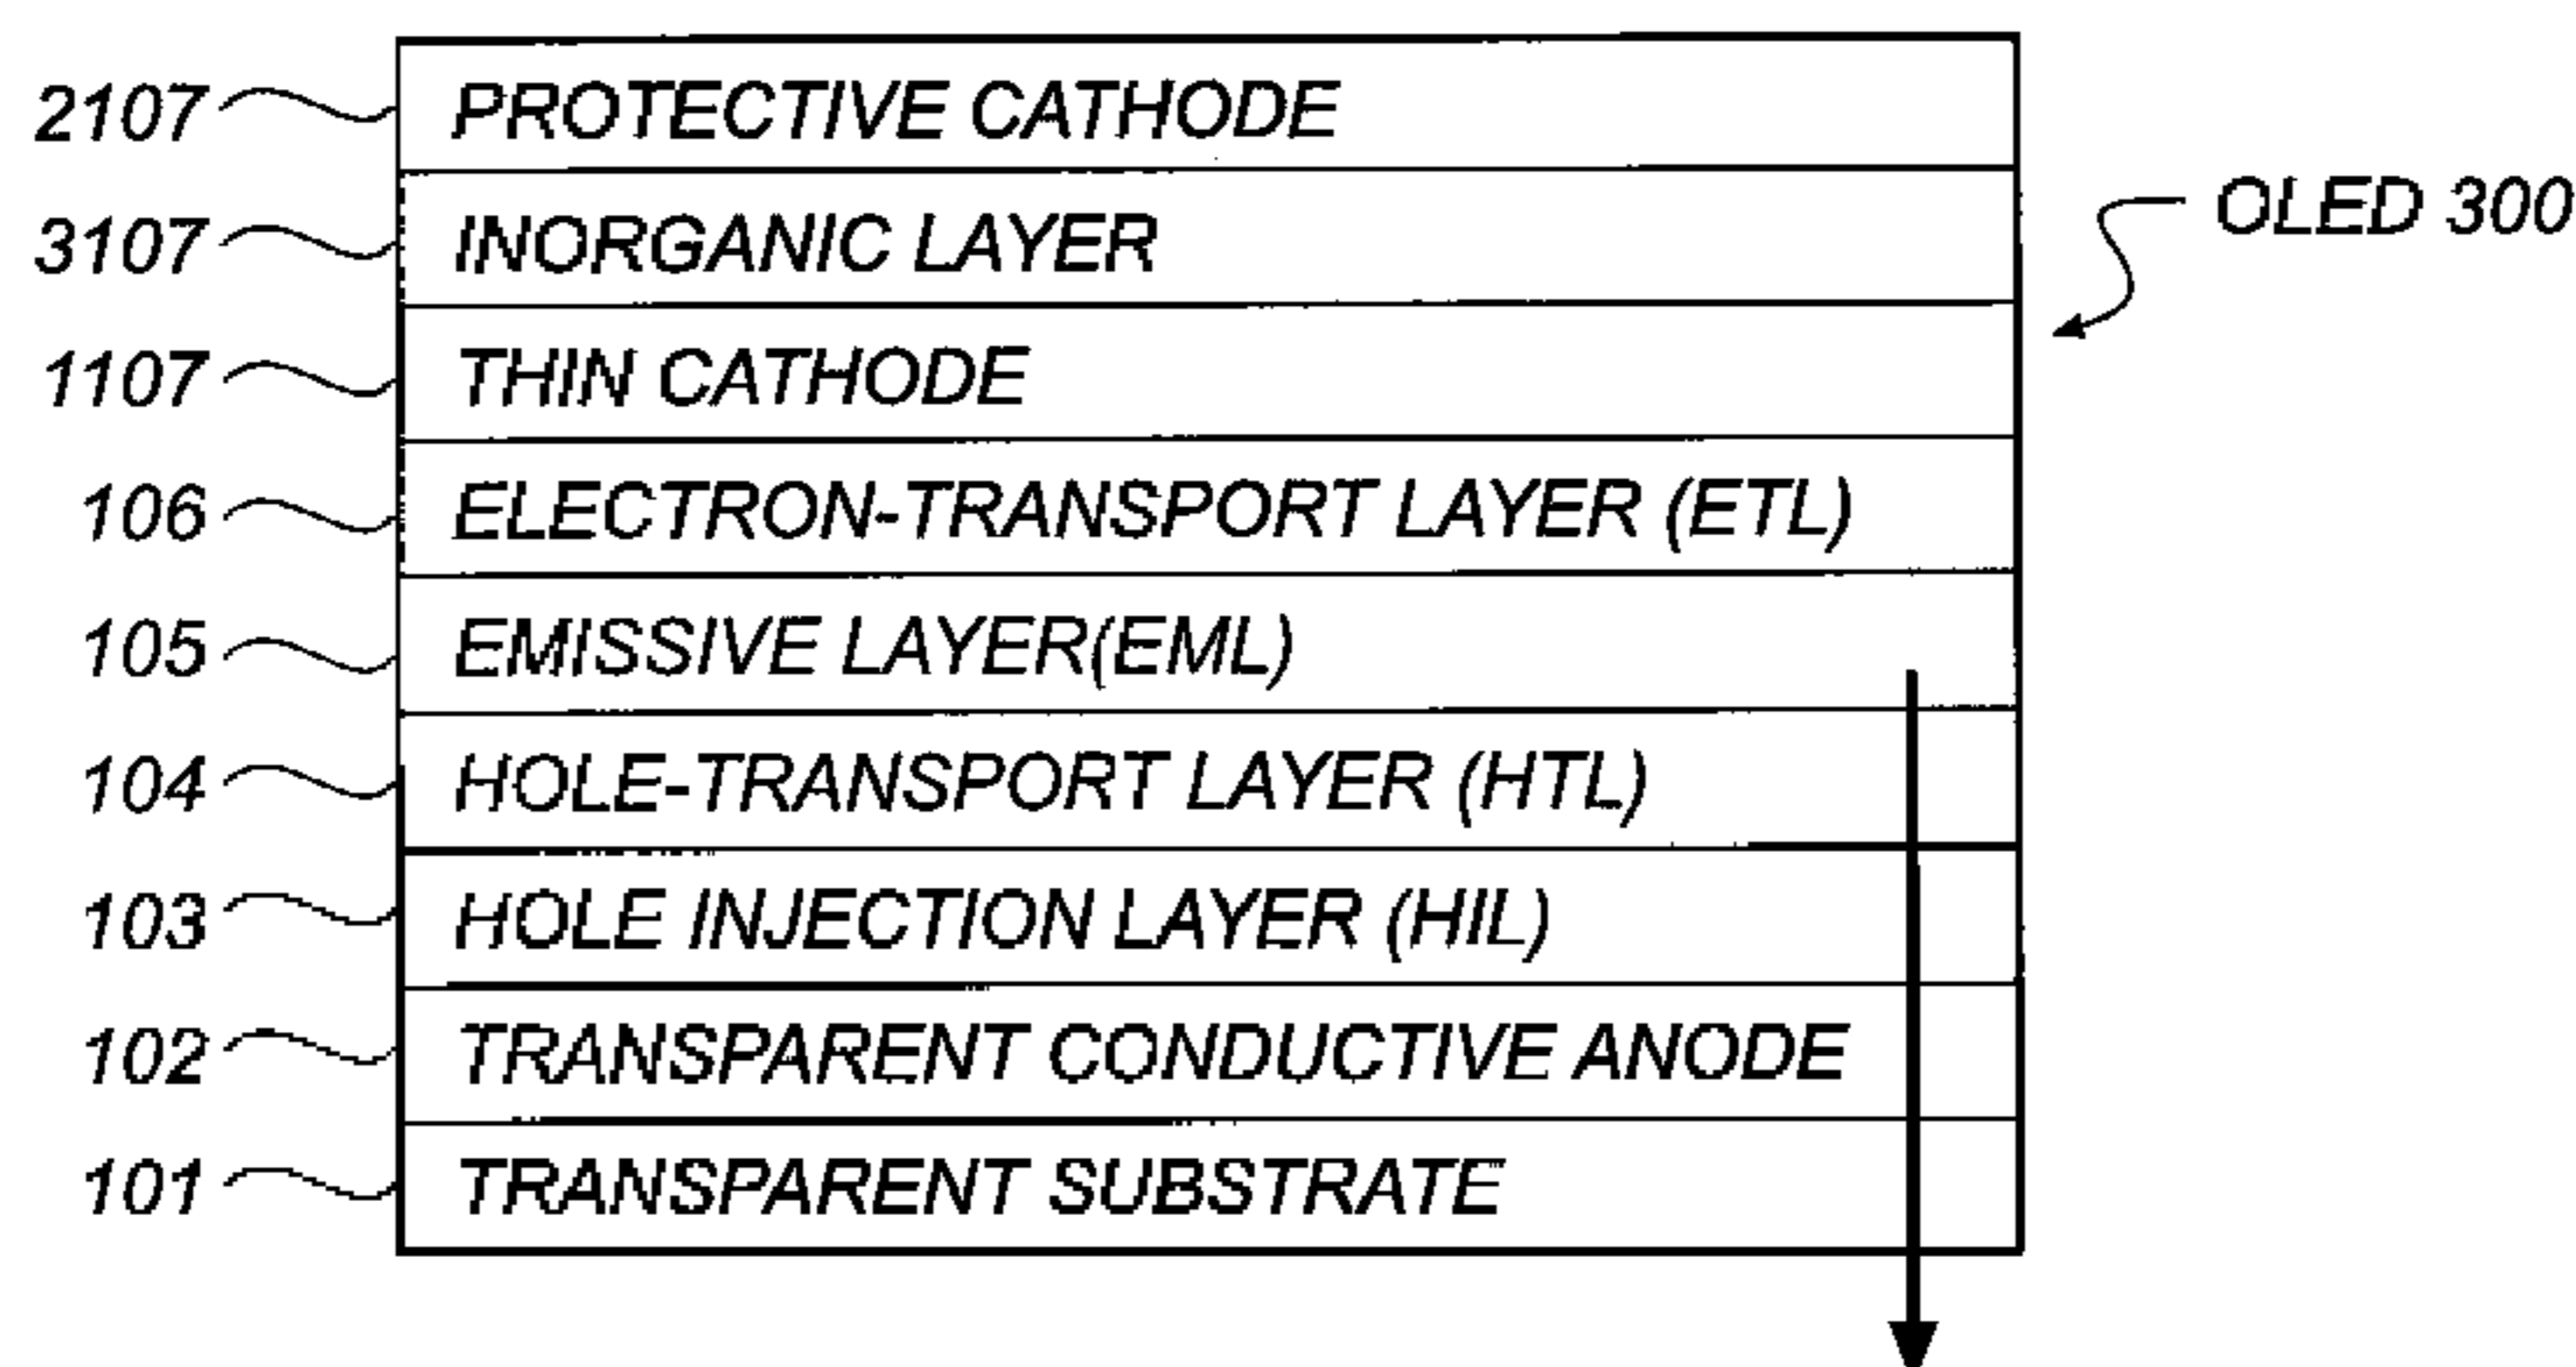 2107 PROTECTIVE CATHODE
3107 INORGANIC LAYER
OLED 300
1107 THIN CATHODE
106 ELECTRON-TRANSPORT LAYER (ETL)
105 EMISSIVE LAYER(EML)
104 HOLE-TRANSPORT LAYER (HTL)
103 HOLE INJECTION LAYER (HIL)
102 TRANSPARENT CONDUCTIVE ANODE
101 TRANSPARENT SUBSTRATE